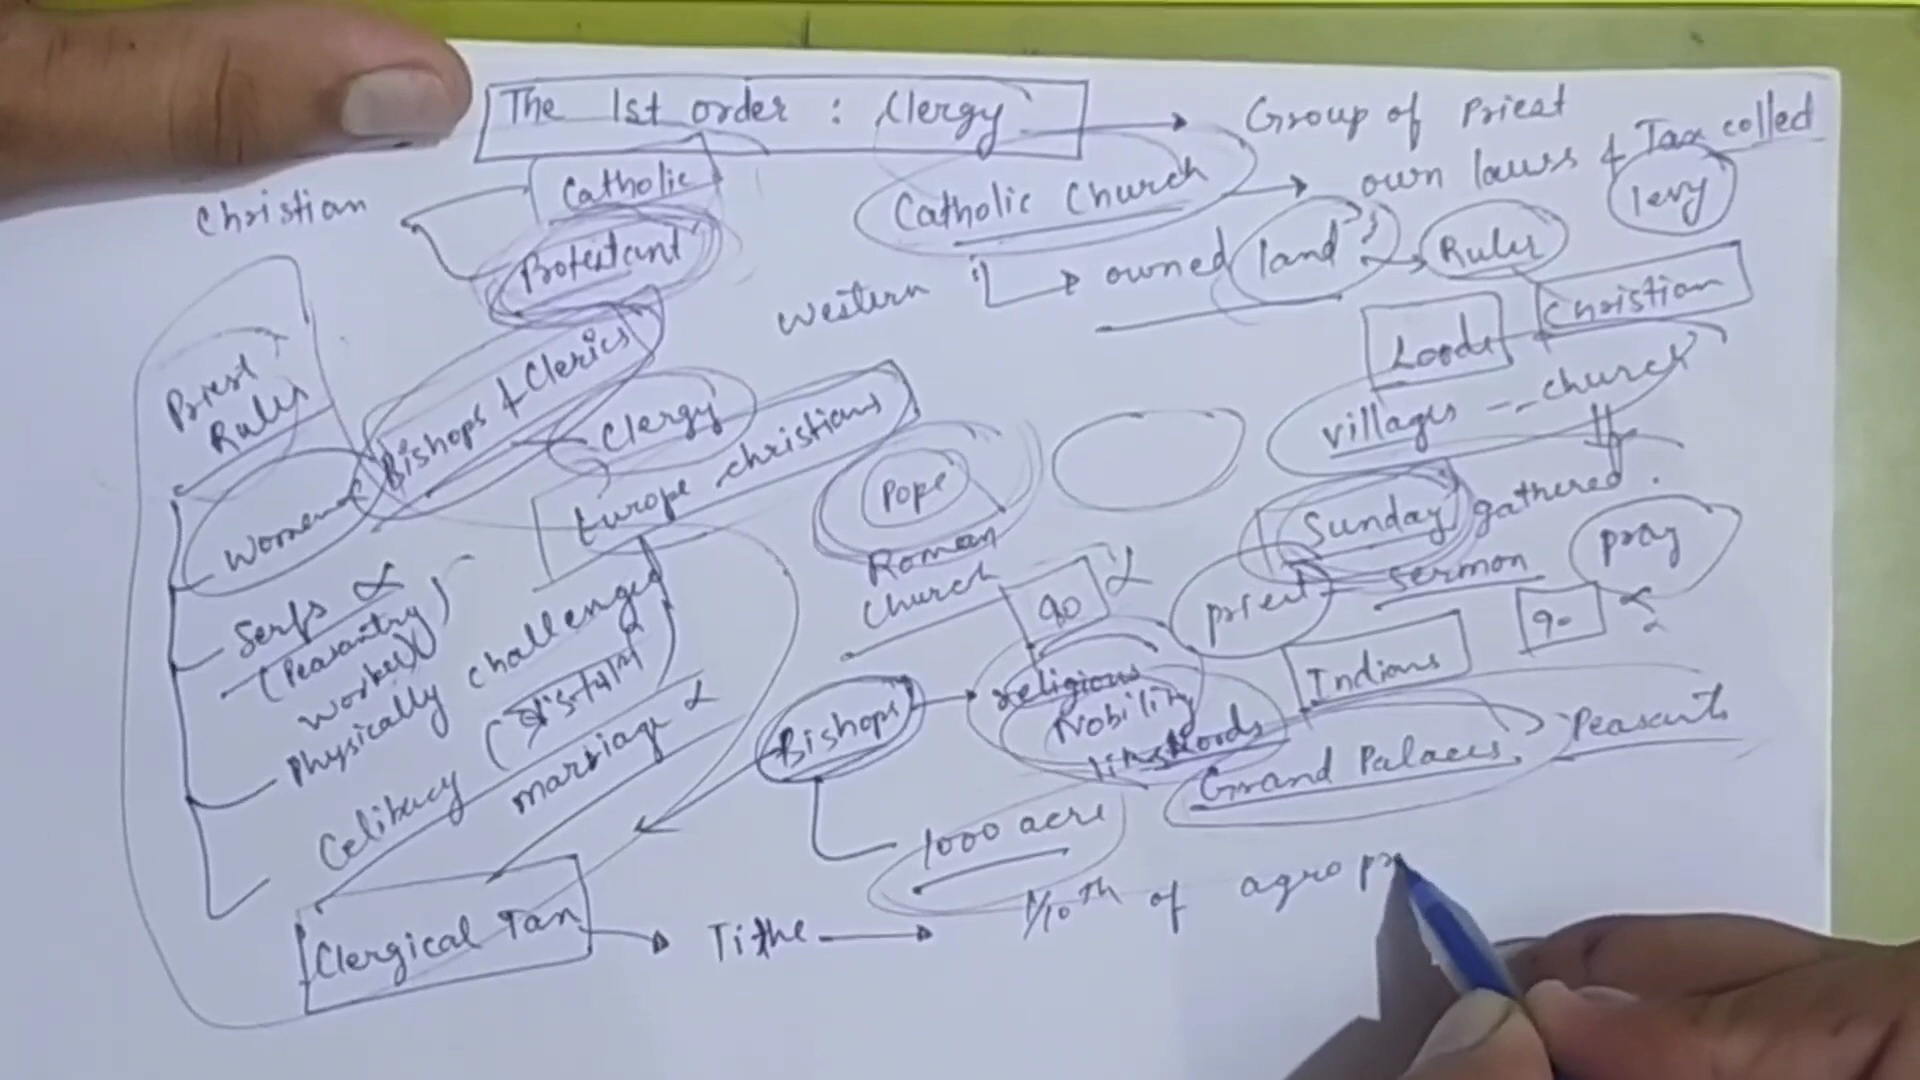 The 1st order : Clergy
Group of Priest
own laws & Tax colled
levy
Christian
Catholic
Protestant
Catholic Church
Western
owned land
Ruler
Lords
Christian
villages -- church
Priest
Rules
Bishops & Clerics
Clergy
Europe christians
Pope
Roman
church
Sunday gathered.
priest
sermon
pray
90
90
Indians
Women
Serfs
(Peasantry
worker)
Physically challenged
Celibacy
marriage
Bishops
religious
Nobility
Lords
Grand Palaces
Peasants
1000 acre
Clergical Tax
Tithe
1/10th of agro pr